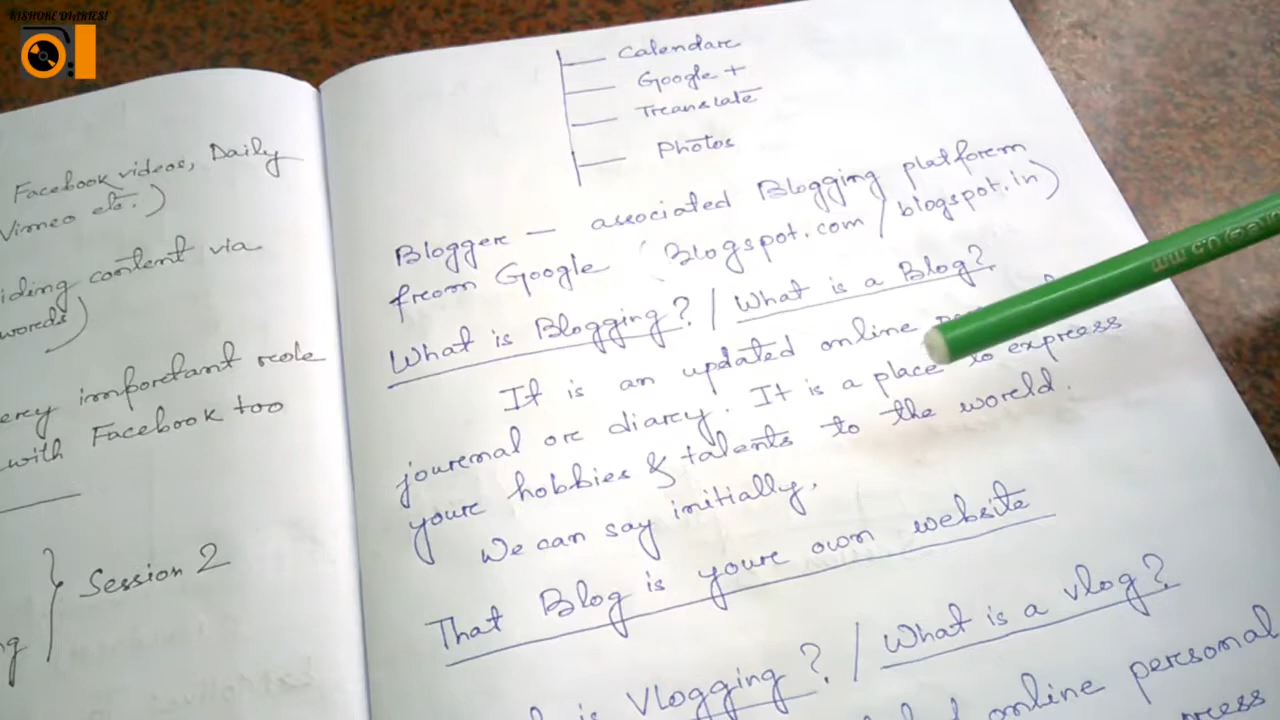 KISHORE DIARIES!
Facebook videos, Daily
Vimeo etc.)
iding content via
words)
ery important role
with Facebook too
Session 2
Calendar
Google +
Translate
Photos
Blogger — associated Blogging platform
from Google (Blogspot.com / blogspot.in)
What is Blogging? / What is a Blog?
It is an updated online
journal or diary. It is a place to express
your hobbies & talents to the world.
We can say initially,
That Blog is your own website
is Vlogging? / What is a vlog?
online personal